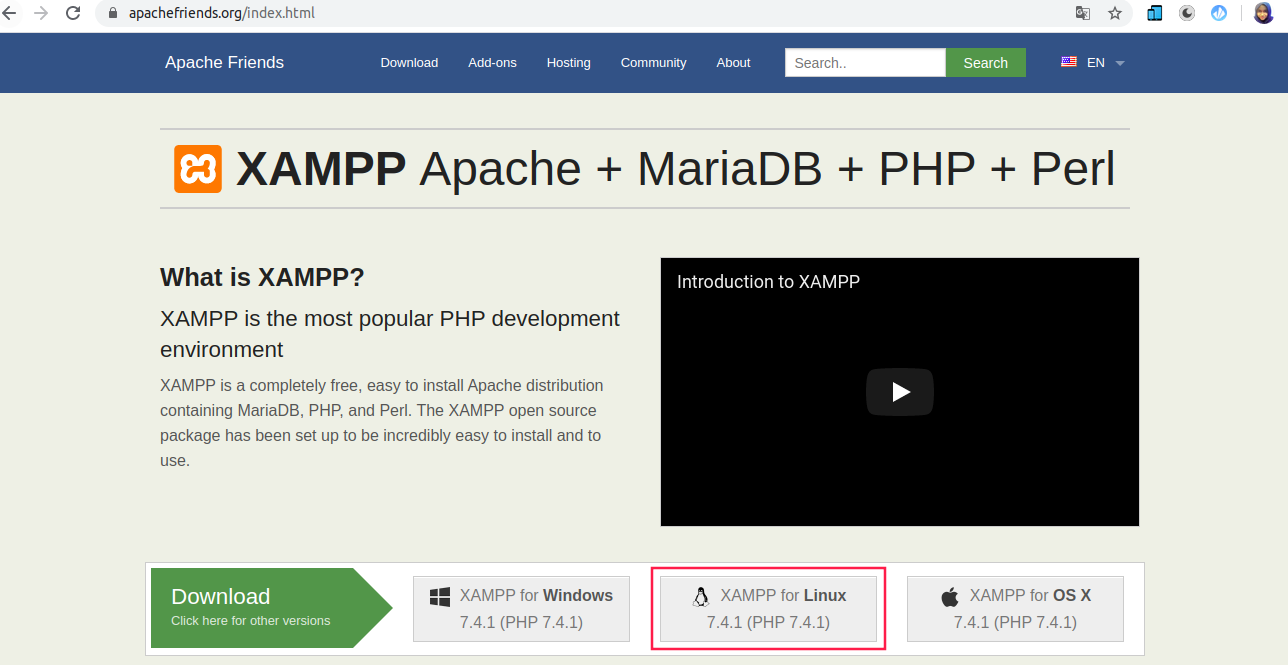 apachefriends.org/index.html
Apache Friends Download Add-ons Hosting Community About Search.. Search EN
XAMPP Apache + MariaDB + PHP + Perl
What is XAMPP?
XAMPP is the most popular PHP development
environment
XAMPP is a completely free, easy to install Apache distribution
containing MariaDB, PHP, and Perl. The XAMPP open source
package has been set up to be incredibly easy to install and to
use.
Introduction to XAMPP
Download
Click here for other versions
XAMPP for Windows
7.4.1 (PHP 7.4.1)
XAMPP for Linux
7.4.1 (PHP 7.4.1)
XAMPP for OS X
7.4.1 (PHP 7.4.1)